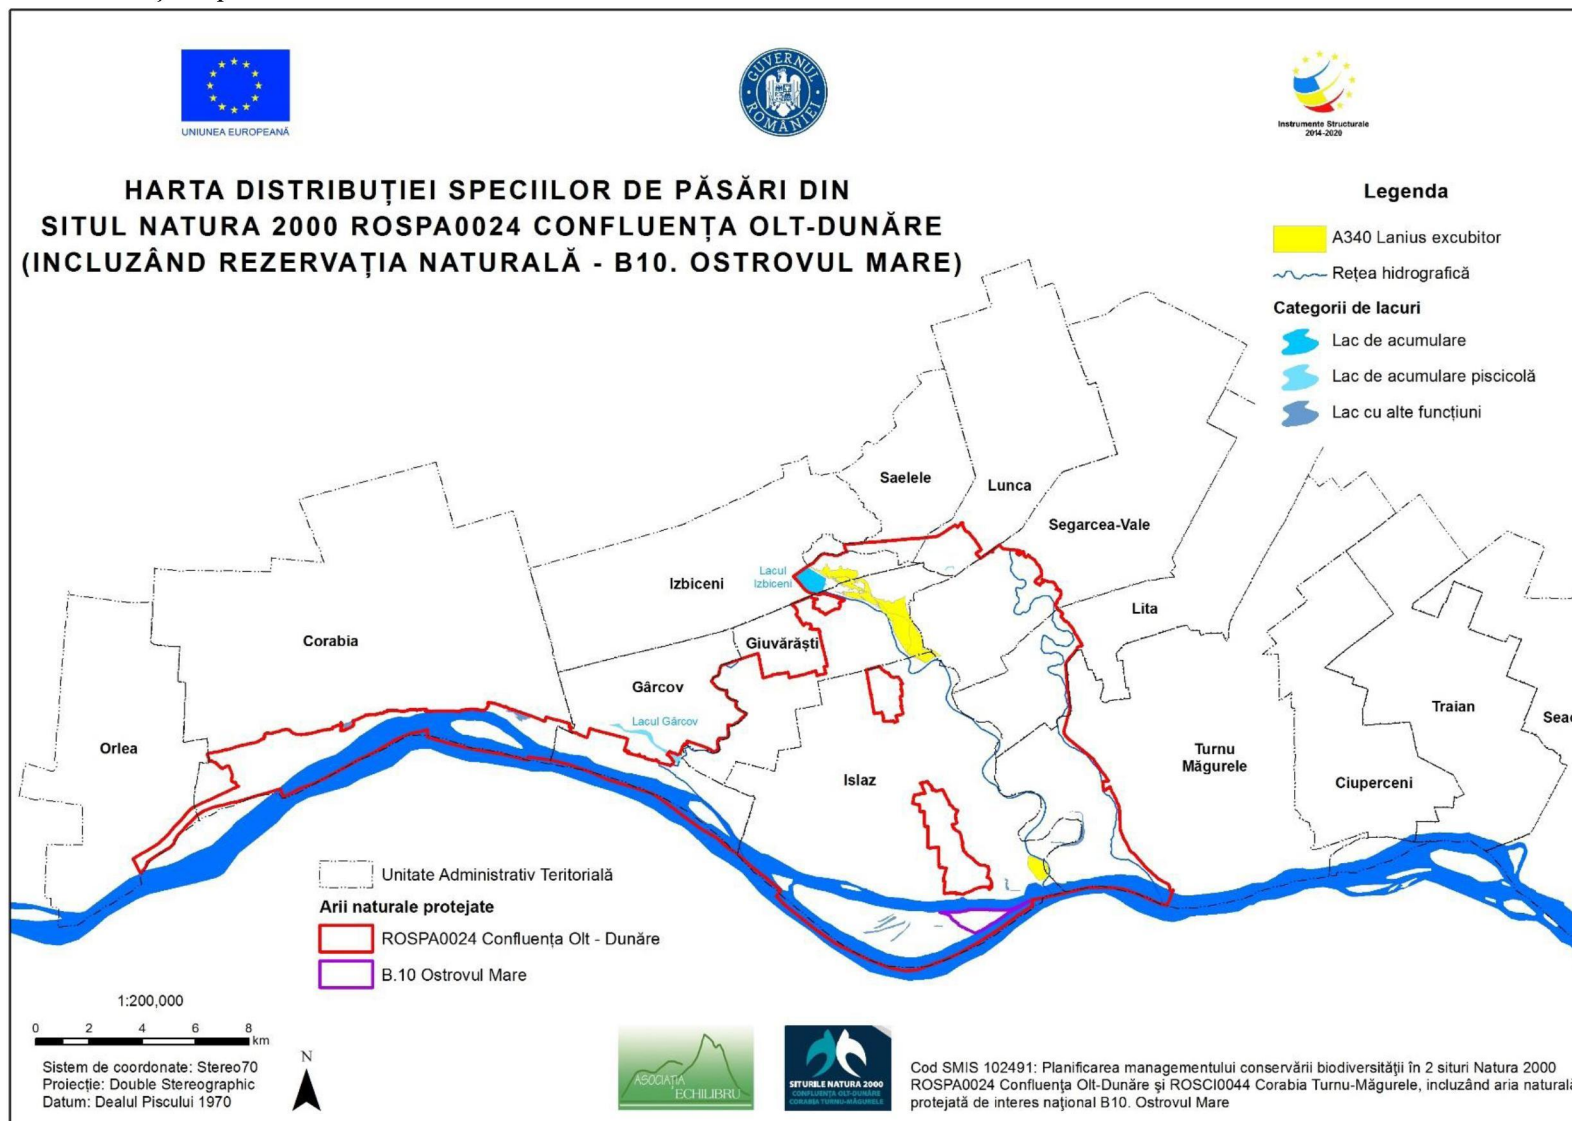 UNIUNEA EUROPEANĂ
GUVERNUL ROMÂNIEI
Instrumente Structurale
2014-2020
HARTA DISTRIBUȚIEI SPECIILOR DE PĂSĂRI DIN
SITUL NATURA 2000 ROSPA0024 CONFLUENȚA OLT-DUNĂRE
(INCLUZÂND REZERVAȚIA NATURALĂ - B10. OSTROVUL MARE)
Legenda
A340 Lanius excubitor
Rețea hidrografică
Categorii de lacuri
Lac de acumulare
Lac de acumulare piscicolă
Lac cu alte funcțiuni
Saelele
Lunca
Segarcea-Vale
Lacul
Izbiceni
Izbiceni
Lita
Corabia
Giuvărăști
Gârcov
Lacul Gârcov
Orlea
Islaz
Turnu
Măgurele
Traian
Ciuperceni
Unitate Administrativ Teritorială
Arii naturale protejate
ROSPA0024 Confluența Olt - Dunăre
B.10 Ostrovul Mare
1:200,000
0 2 4 6 8
km
N
Sistem de coordonate: Stereo70
Proiecție: Double Stereographic
Datum: Dealul Piscului 1970
ASOCIAȚIA
ECHILIBRU
SITURILE NATURA 2000
CONFLUENȚA OLT-DUNĂRE
CORABIA TURNU-MĂGURELE
Cod SMIS 102491: Planificarea managementului conservării biodiversității în 2 situri Natura 2000
ROSPA0024 Confluența Olt-Dunăre și ROSCI0044 Corabia Turnu-Măgurele, incluzând aria naturală
protejată de interes național B10. Ostrovul Mare